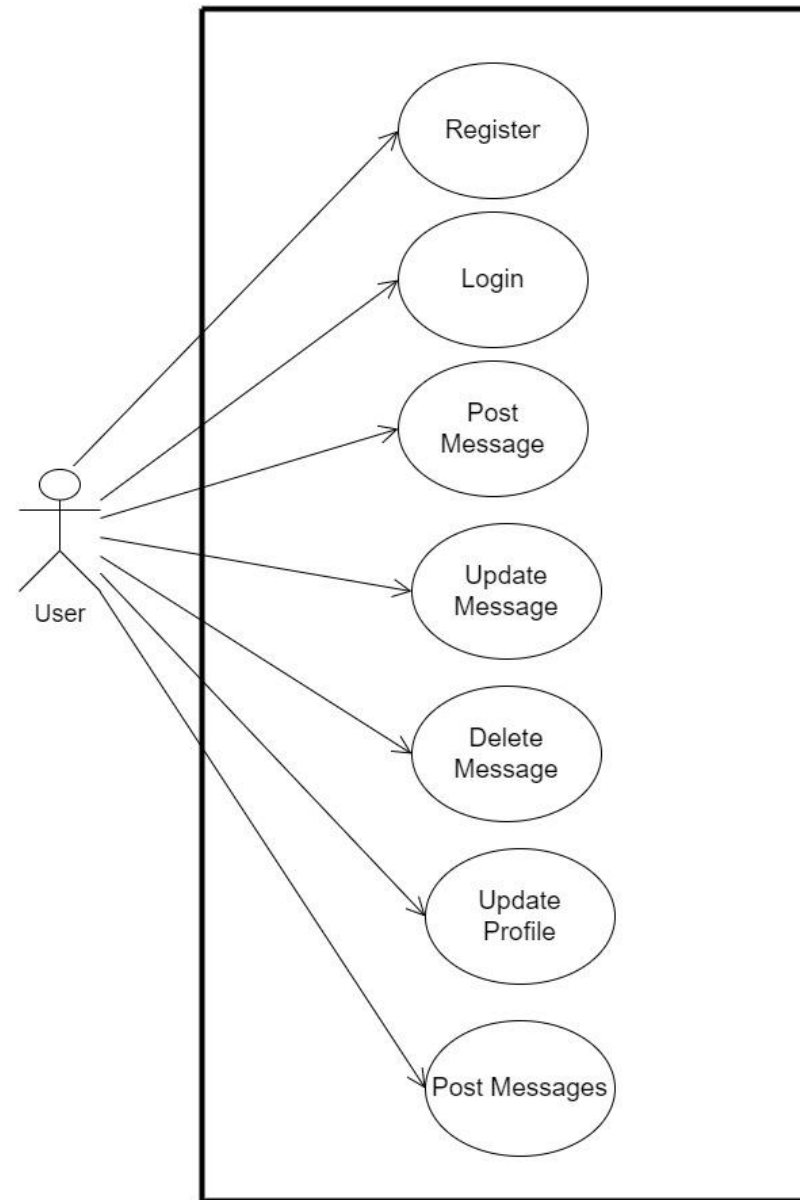 Register
Login
Post
Message
Update
Message
User
Delete
Message
Update
Profile
Post Messages